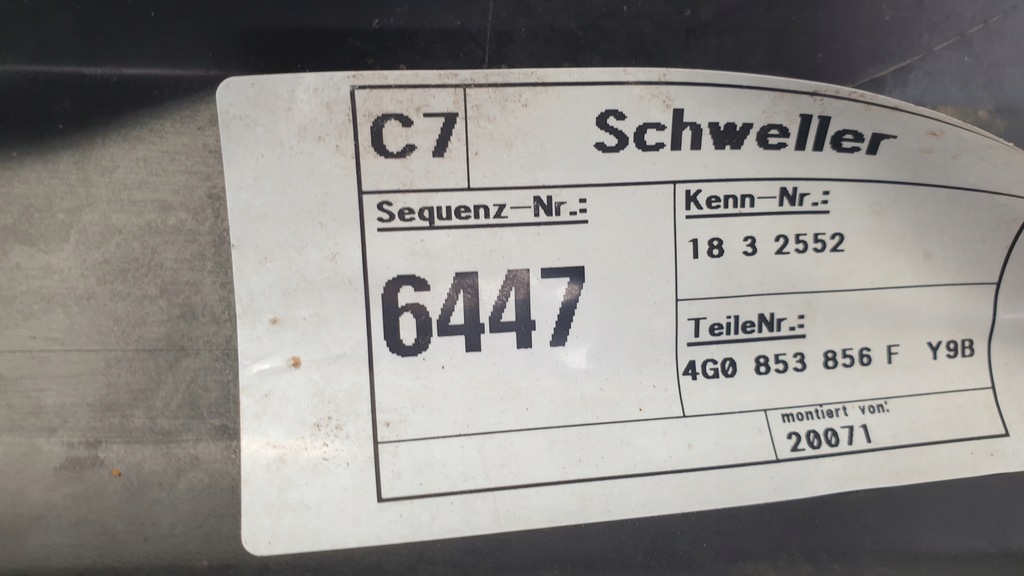 C7 Schweller
Sequenz-Nr.:
6447
Kenn-Nr.:
18 3 2552
TeileNr.:
4G0 853 856 F Y9B
montiert von:
20071